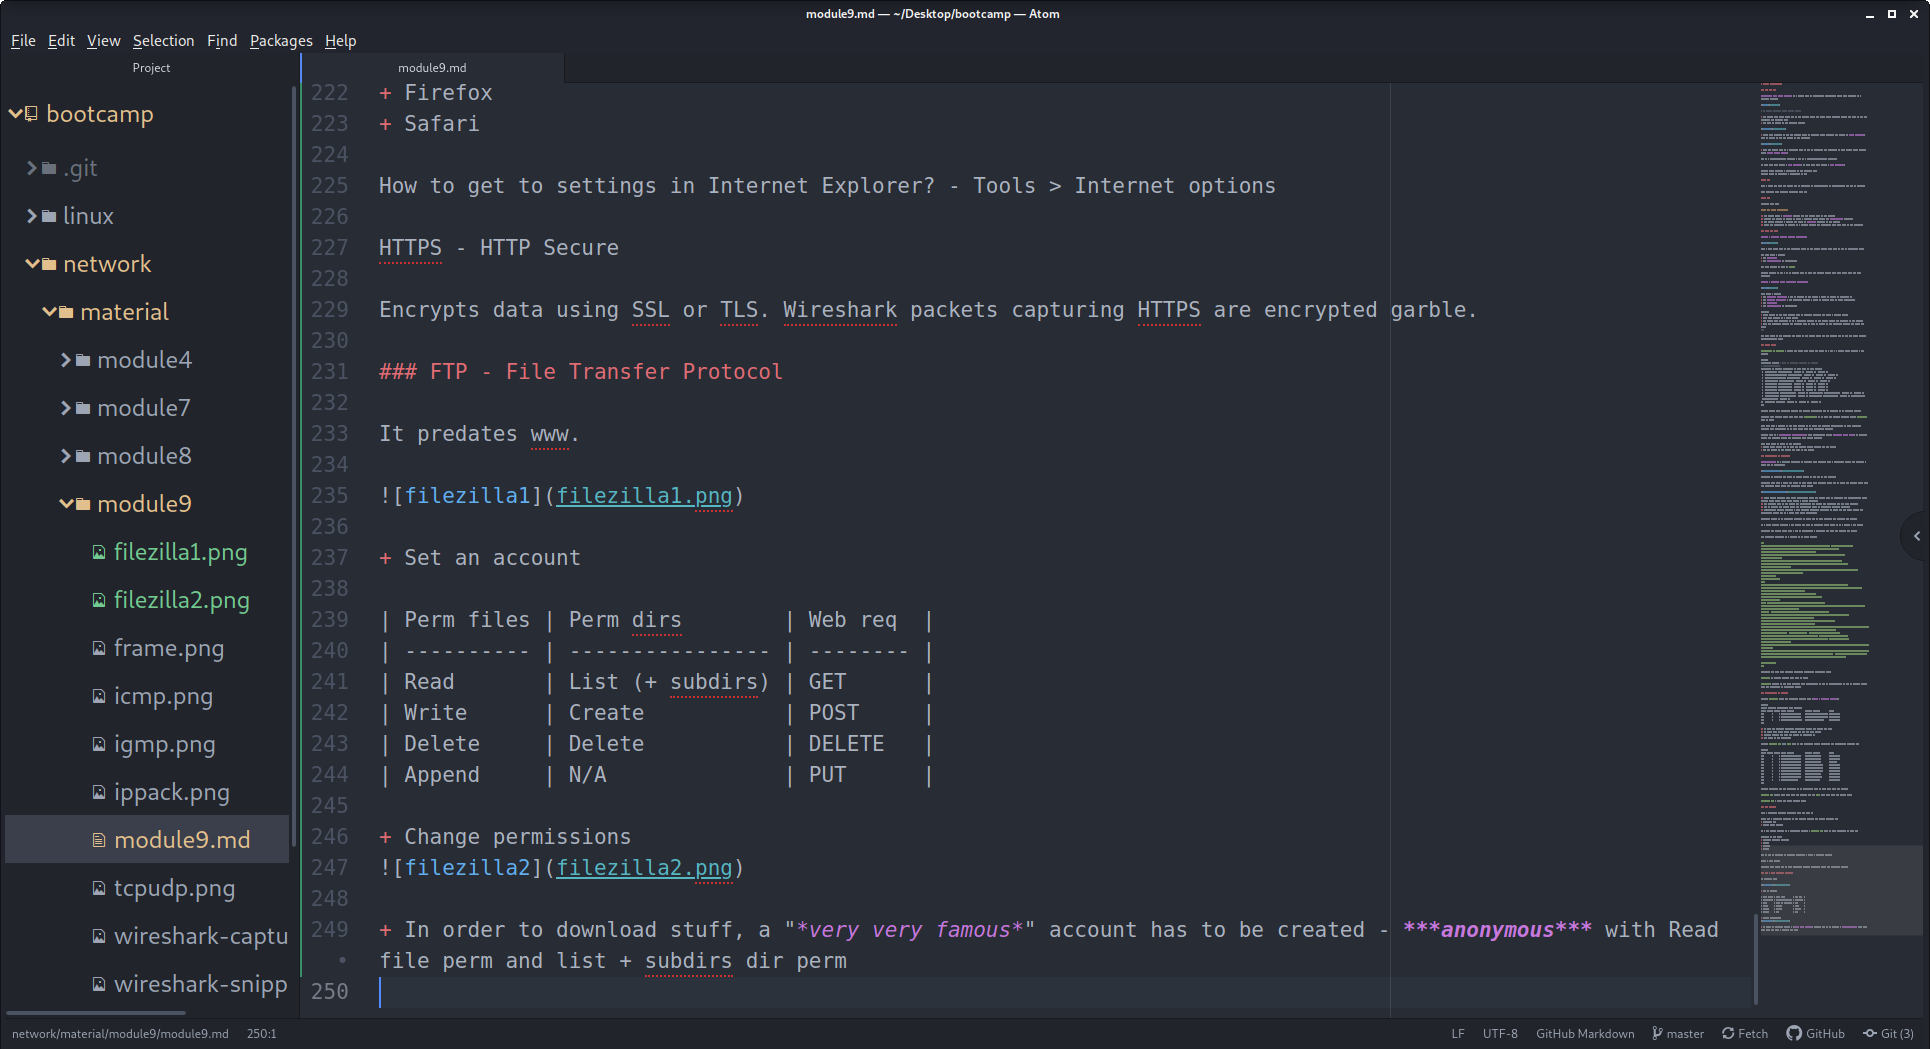 module9.md — ~/Desktop/bootcamp — Atom
File Edit View Selection Find Packages Help
Project
bootcamp
.git
linux
network
material
module4
module7
module8
module9
filezilla1.png
filezilla2.png
frame.png
icmp.png
igmp.png
ippack.png
module9.md
tcpudp.png
wireshark-captu
wireshark-snipp
module9.md
222 + Firefox
223 + Safari
224
225 How to get to settings in Internet Explorer? - Tools > Internet options
226
227 HTTPS - HTTP Secure
228
229 Encrypts data using SSL or TLS. Wireshark packets capturing HTTPS are encrypted garble.
230
231 ### FTP - File Transfer Protocol
232
233 It predates www.
234
235 ![filezilla1](filezilla1.png)
236
237 + Set an account
238
239 | Perm files | Perm dirs        | Web req  |
240 | ---------- | ---------------- | -------- |
241 | Read       | List (+ subdirs) | GET      |
242 | Write      | Create           | POST     |
243 | Delete     | Delete           | DELETE   |
244 | Append     | N/A              | PUT      |
245
246 + Change permissions
247 ![filezilla2](filezilla2.png)
248
249 + In order to download stuff, a "*very very famous*" account has to be created - ***anonymous*** with Read
• file perm and list + subdirs dir perm
250
network/material/module9/module9.md 250:1 LF UTF-8 GitHub Markdown master Fetch GitHub Git (3)